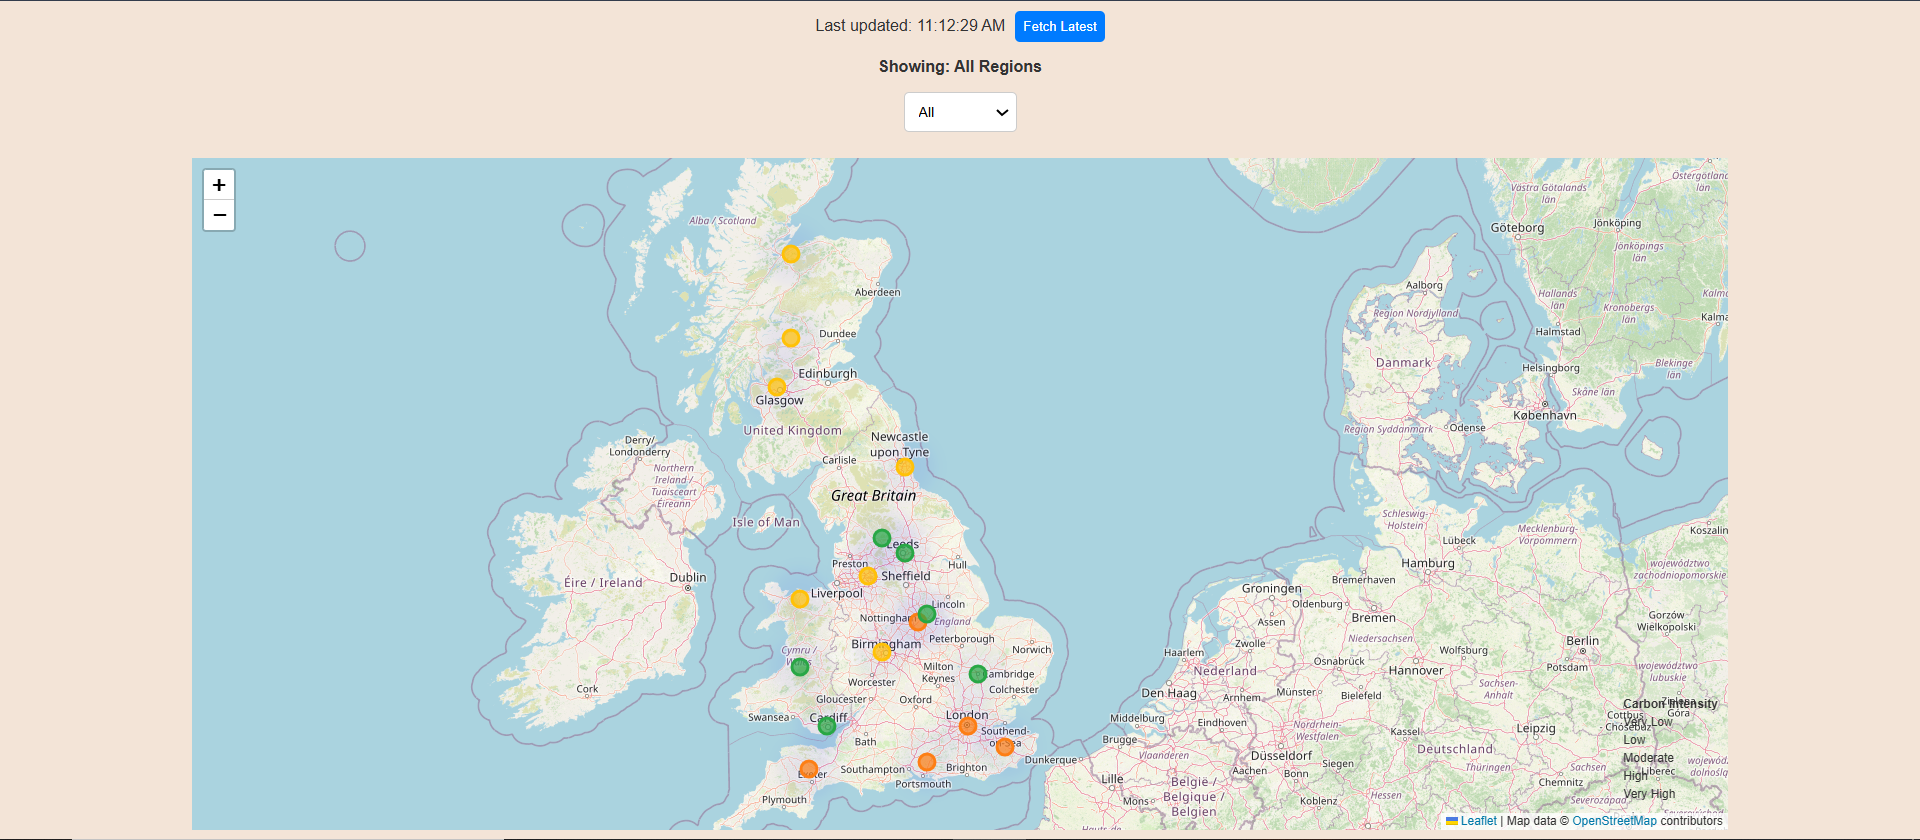 Last updated: 11:12:29 AM Fetch Latest
Showing: All Regions
All
+
−
Alba / Scotland
Aberdeen
Dundee
Edinburgh
Glasgow
United Kingdom
Newcastle
upon Tyne
Carlisle
Great Britain
Derry/
Londonderry
Northern
Ireland /
Tuaisceart
Éireann
Isle of Man
Leeds
Preston
Hull
Sheffield
Éire / Ireland
Dublin
Liverpool
Lincoln
Nottingham
England
Peterborough
Birmingham
Norwich
Cymru /
Wales
Milton
Keynes
Cambridge
Worcester
Colchester
Cork
Gloucester
Oxford
Swansea
Cardiff
London
Southend-
on-Sea
Bath
Exeter
Southampton
Brighton
Portsmouth
Plymouth
Dunkerque
Västra Götalands
län
Östergötlands
län
Göteborg
Jönköping
Jönköpings
län
Aalborg
Region Nordjylland
Hallands
län
Kronobergs
län
Kalma
Halmstad
Danmark
Helsingborg
Blekinge
län
Skåne län
København
Odense
Region Syddanmark
Schleswig-
Holstein
Mecklenburg-
Vorpommern
Koszalin
Lübeck
Hamburg
województwo
zachodniopomorskie
Groningen
Bremerhaven
Oldenburg
Assen
Bremen
Gorzów
Wielkopolski
Zwolle
Niedersachsen
Berlin
Haarlem
Wolfsburg
Nederland
Osnabrück
Hannover
Potsdam
województwo
lubuskie
Den Haag
Arnhem
Münster
Bielefeld
Sachsen-
Anhalt
Middelburg
Eindhoven
Nordrhein-
Westfalen
Kassel
Leipzig
Cottbus
Chóśebuz
Zielona
Góra
Brugge
Vlaanderen
Düsseldorf
Siegen
Deutschland
Aachen
Bonn
Thüringen
Sachsen
Liberec
Lille
België /
Belgique /
Belgien
Mons
Koblenz
Hessen
Chemnitz
Severozápad
Carbon Intensity
Very Low
Low
Moderate
High
Very High
Leaflet | Map data © OpenStreetMap contributors